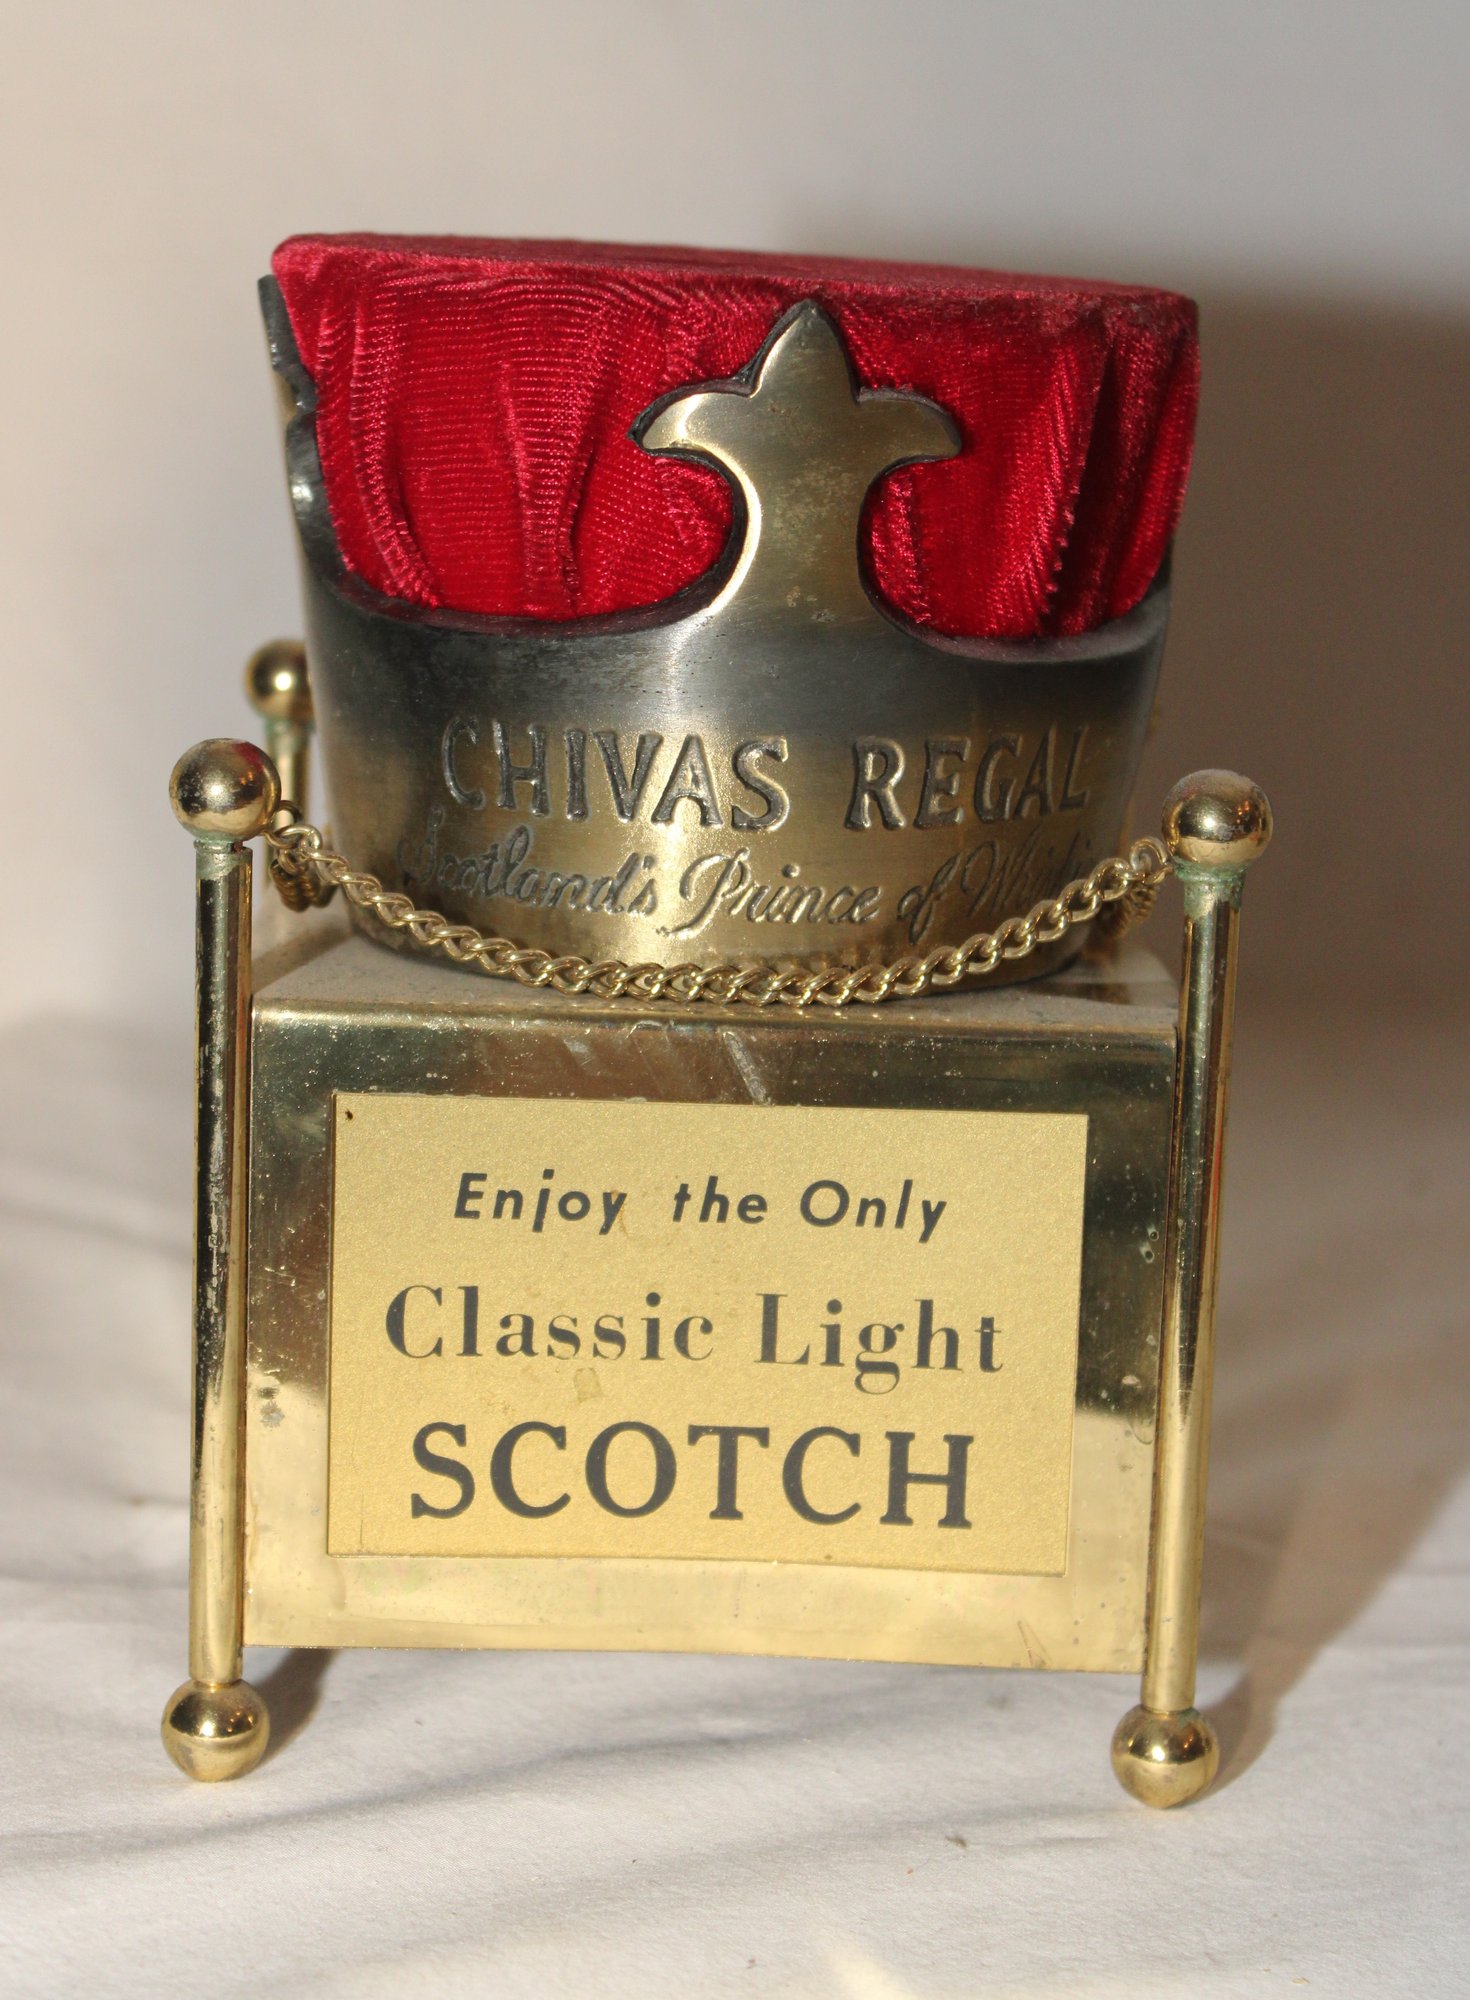 CHIVAS REGAL
Scotland's Prince of
Enjoy the Only
Classic Light
SCOTCH